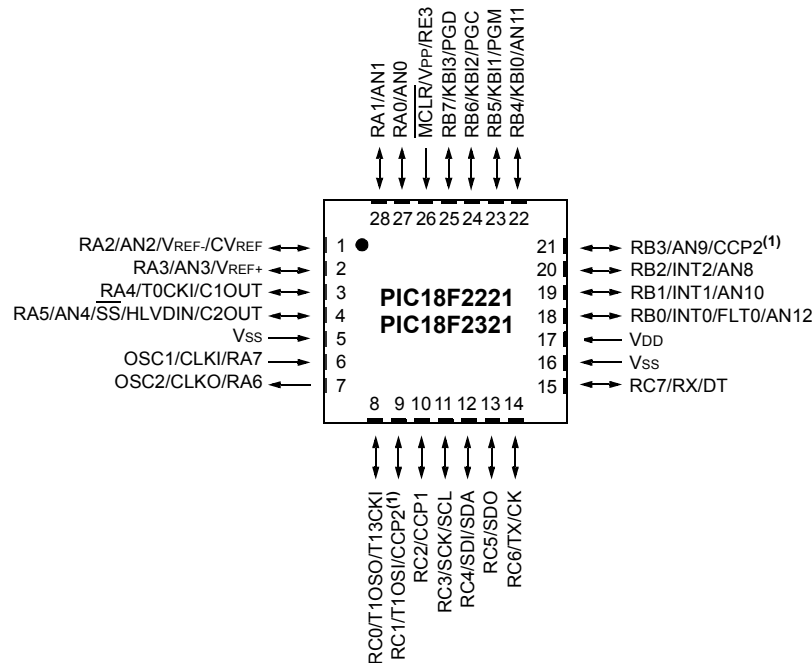 RA1/AN1
RA0/AN0
MCLR/VPP/RE3
RB7/KBI3/PGD
RB6/KBI2/PGC
RB5/KBI1/PGM
RB4/KBI0/AN11
28 27 26 25 24 23 22
RA2/AN2/VREF-/CVREF 1
RA3/AN3/VREF+ 2
RA4/T0CKI/C1OUT 3
RA5/AN4/SS/HLVDIN/C2OUT 4
VSS 5
OSC1/CLKI/RA7 6
OSC2/CLKO/RA6 7
PIC18F2221
PIC18F2321
21 RB3/AN9/CCP2(1)
20 RB2/INT2/AN8
19 RB1/INT1/AN10
18 RB0/INT0/FLT0/AN12
17 VDD
16 VSS
15 RC7/RX/DT
8 9 10 11 12 13 14
RC0/T1OSO/T13CKI
RC1/T1OSI/CCP2(1)
RC2/CCP1
RC3/SCK/SCL
RC4/SDI/SDA
RC5/SDO
RC6/TX/CK